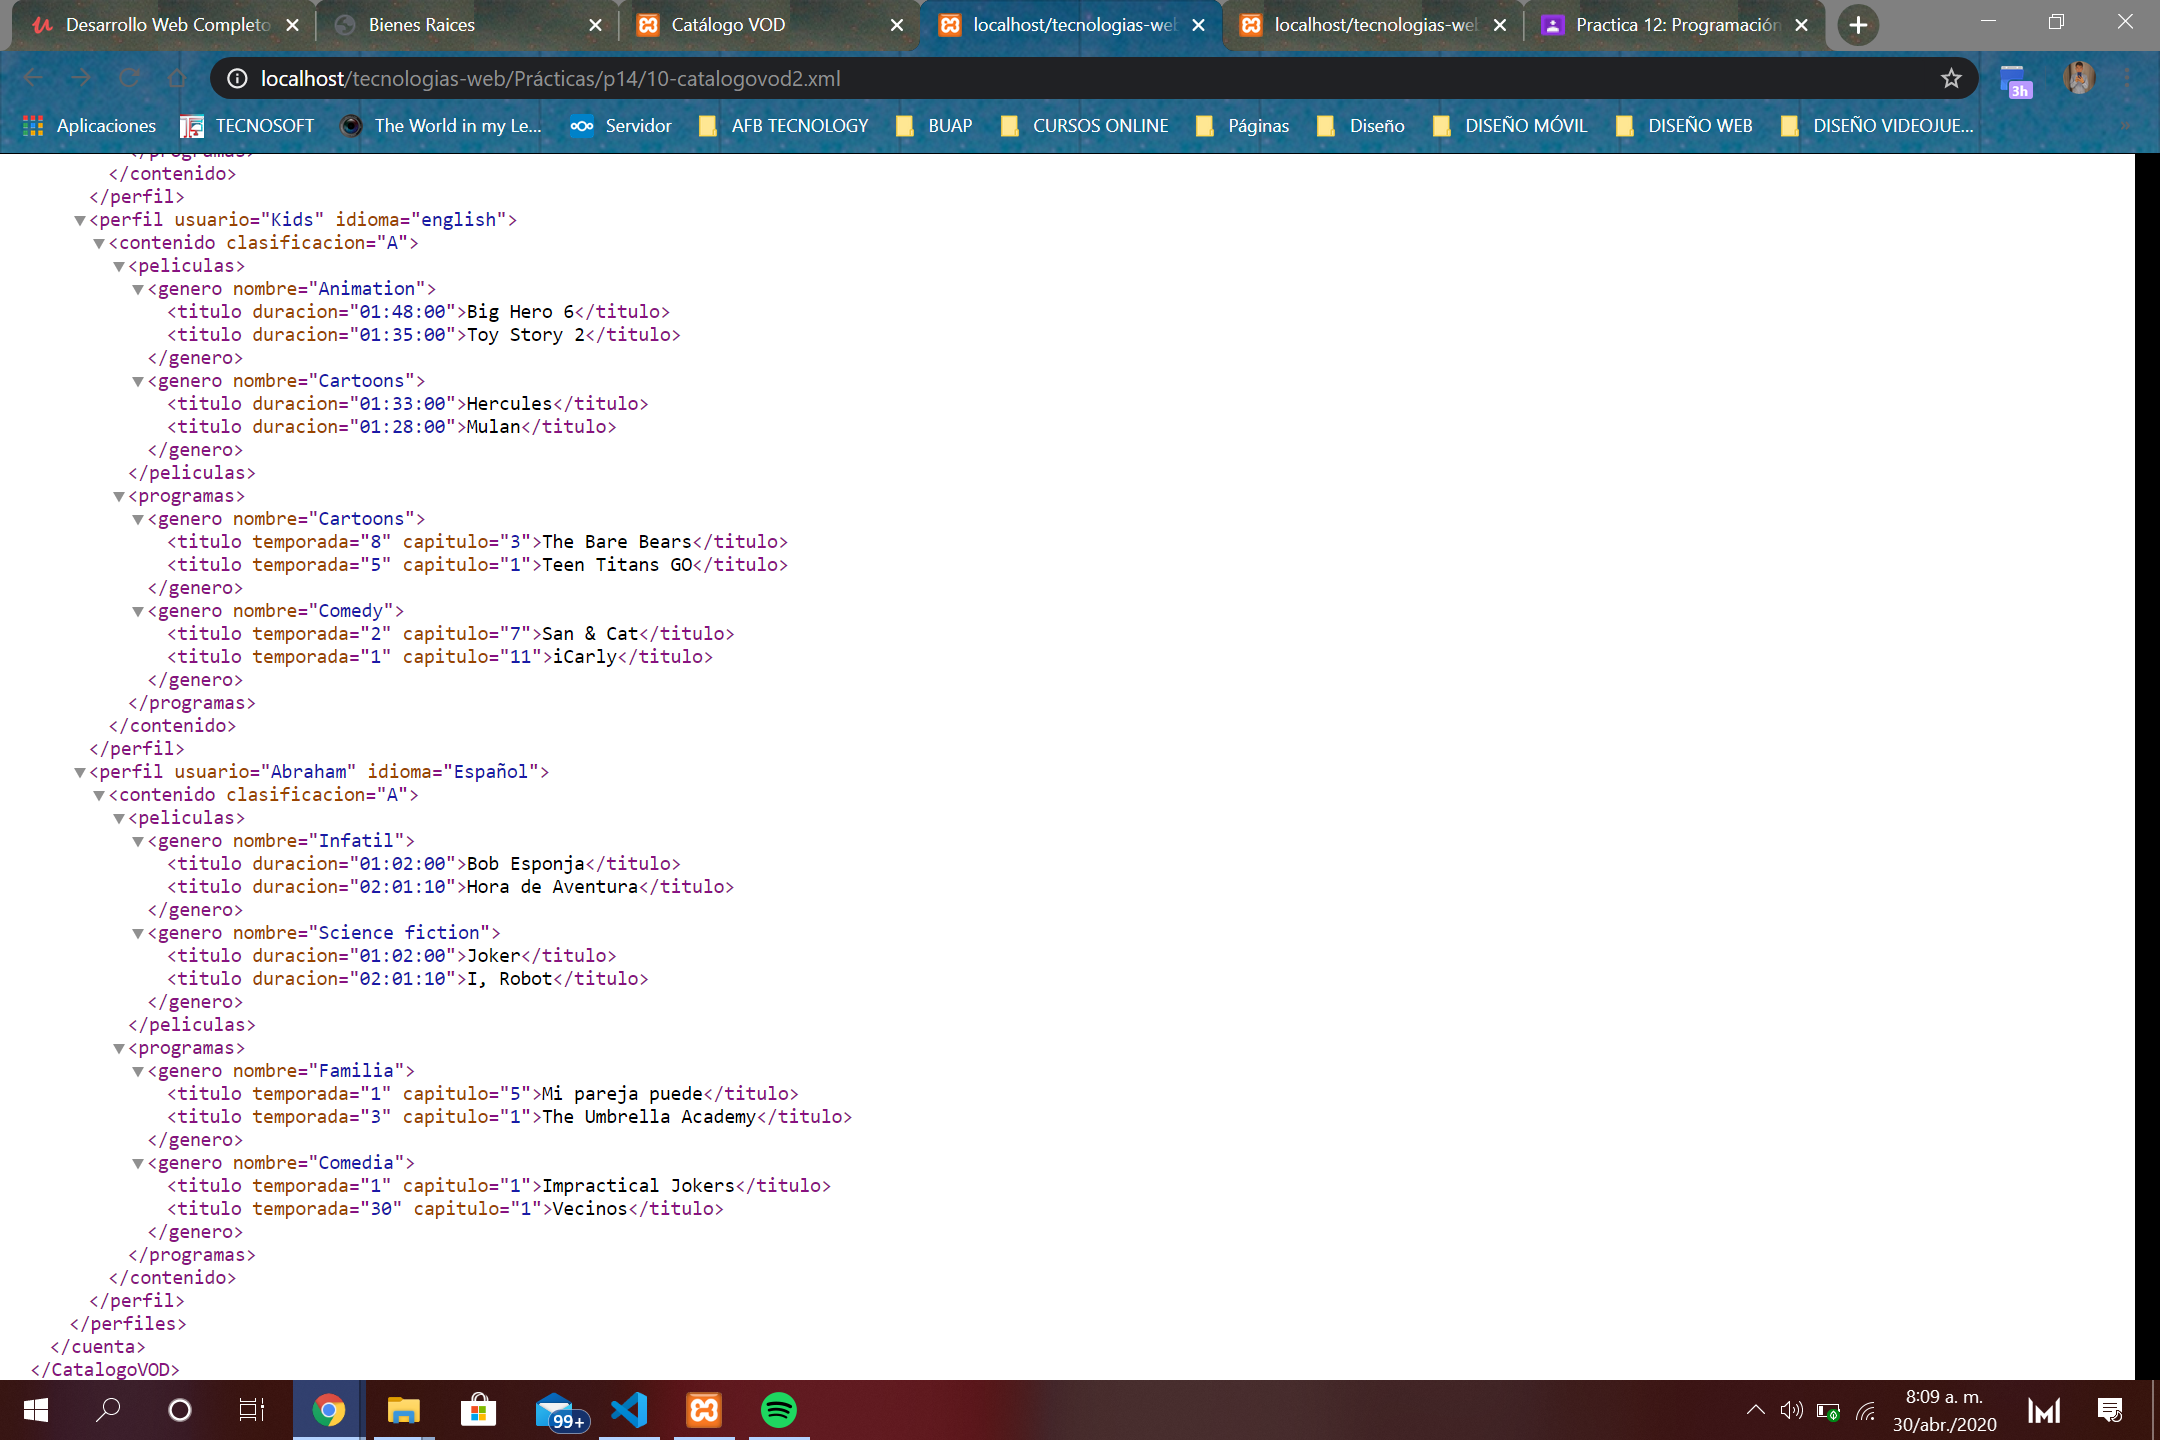 Desarrollo Web Completo
Bienes Raices
Catálogo VOD
localhost/tecnologias-web
localhost/tecnologias-web
Practica 12: Programación
localhost/tecnologias-web/Prácticas/p14/10-catalogovod2.xml
3h
Aplicaciones
TECNOSOFT
The World in my Le...
Servidor
AFB TECNOLOGY
BUAP
CURSOS ONLINE
Páginas
Diseño
DISEÑO MÓVIL
DISEÑO WEB
DISEÑO VIDEOJUE...
</programas>
</contenido>
</perfil>
<perfil usuario="Kids" idioma="english">
<contenido clasificacion="A">
<peliculas>
<genero nombre="Animation">
<titulo duracion="01:48:00">Big Hero 6</titulo>
<titulo duracion="01:35:00">Toy Story 2</titulo>
</genero>
<genero nombre="Cartoons">
<titulo duracion="01:33:00">Hercules</titulo>
<titulo duracion="01:28:00">Mulan</titulo>
</genero>
</peliculas>
<programas>
<genero nombre="Cartoons">
<titulo temporada="8" capitulo="3">The Bare Bears</titulo>
<titulo temporada="5" capitulo="1">Teen Titans GO</titulo>
</genero>
<genero nombre="Comedy">
<titulo temporada="2" capitulo="7">San & Cat</titulo>
<titulo temporada="1" capitulo="11">iCarly</titulo>
</genero>
</programas>
</contenido>
</perfil>
<perfil usuario="Abraham" idioma="Español">
<contenido clasificacion="A">
<peliculas>
<genero nombre="Infatil">
<titulo duracion="01:02:00">Bob Esponja</titulo>
<titulo duracion="02:01:10">Hora de Aventura</titulo>
</genero>
<genero nombre="Science fiction">
<titulo duracion="01:02:00">Joker</titulo>
<titulo duracion="02:01:10">I, Robot</titulo>
</genero>
</peliculas>
<programas>
<genero nombre="Familia">
<titulo temporada="1" capitulo="5">Mi pareja puede</titulo>
<titulo temporada="3" capitulo="1">The Umbrella Academy</titulo>
</genero>
<genero nombre="Comedia">
<titulo temporada="1" capitulo="1">Impractical Jokers</titulo>
<titulo temporada="30" capitulo="1">Vecinos</titulo>
</genero>
</programas>
</contenido>
</perfil>
</perfiles>
</cuenta>
</CatalogoVOD>
99+
8:09 a. m.
30/abr./2020